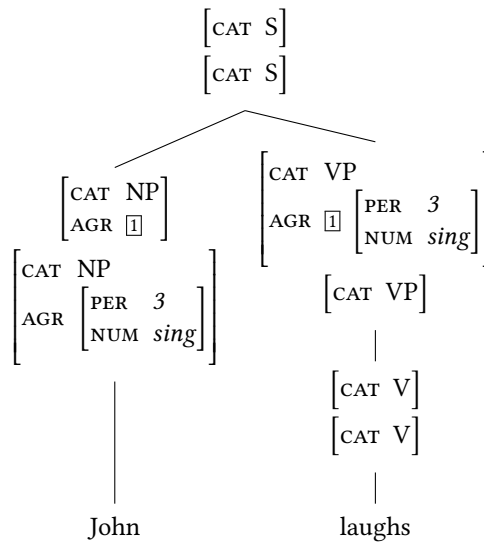 [CAT S]
[CAT S]
[CAT NP
AGR 1]
[CAT VP
AGR 1 [PER 3
NUM sing]]
[CAT NP
AGR [PER 3
NUM sing]]
[CAT VP]
[CAT V]
[CAT V]
John
laughs